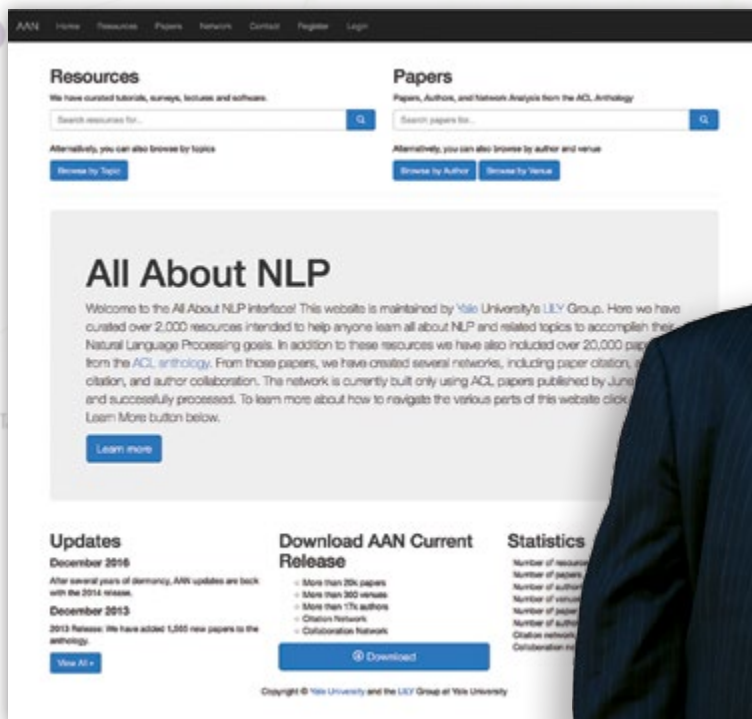 AAN Home Resources Papers Network Contact Register Login
Resources
We have curated tutorials, surveys, lectures and software.
Search resources for...
Alternatively, you can also browse by topics
Browse by Topic
Papers
Papers, Authors, and Network Analysis from the ACL Anthology
Search papers for...
Alternatively, you can also browse by author and venue
Browse by Author Browse by Venue
All About NLP
Welcome to the All About NLP interface! This website is maintained by Yale University's LILY Group. Here we have
curated over 2,000 resources intended to help anyone learn all about NLP and related topics to accomplish their
Natural Language Processing goals. In addition to these resources we have also included over 20,000
from the ACL anthology. From those papers, we have created several networks, including paper citation,
citation, and author collaboration. The network is currently built only using ACL papers published by June
and successfully processed. To learn more about how to navigate the various parts of this website click
Learn More button below.
Learn more
Updates
December 2016
After several years of dormancy, AAN updates are back
with the 2014 release.
December 2013
2013 Release: We have added 1,505 new papers to the
anthology.
View All »
Download AAN Current
Release
More than 20k papers
More than 300 venues
More than 17k authors
Citation Network
Collaboration Network
Download
Statistics
Number of
Number of papers
Number of
Number of
Number of
Number of
Citation network
Collaboration
Copyright © Yale University and the LILY Group at Yale University